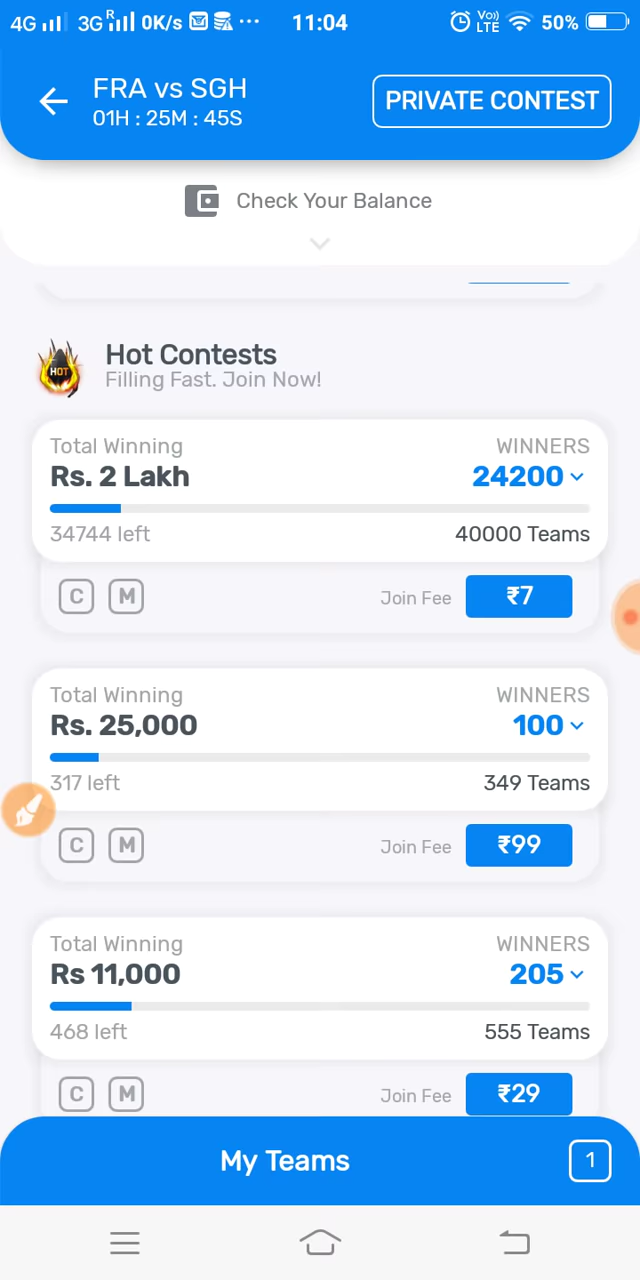 4G 3G R 0K/s ... 11:04 Vo) LTE 50%
FRA vs SGH
01H : 25M : 45S
PRIVATE CONTEST
Check Your Balance
HOT
Hot Contests
Filling Fast. Join Now!
Total Winning WINNERS
Rs. 2 Lakh 24200
34744 left 40000 Teams
C M Join Fee ₹7
Total Winning WINNERS
Rs. 25,000 100
317 left 349 Teams
C M Join Fee ₹99
Total Winning WINNERS
Rs 11,000 205
468 left 555 Teams
C M Join Fee ₹29
My Teams 1